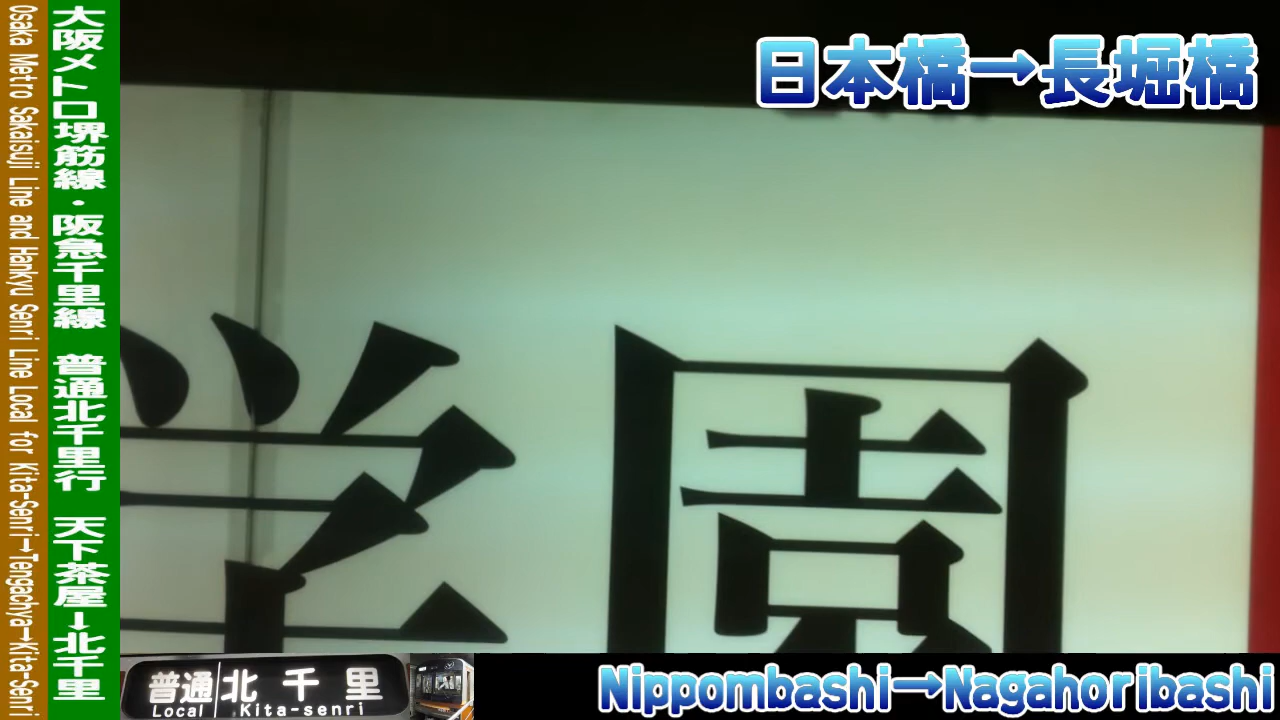 日本橋→長堀橋
大阪メトロ堺筋線・阪急千里線 普通北千里行 天下茶屋→北千里
Osaka Metro Sakaisuji Line and Hankyu Senri Line Local for Kita-Senri→Tengachya→Kita-Senri
学園
普通 北千里
Local Kita-senri
Nippombashi→Nagahoribashi